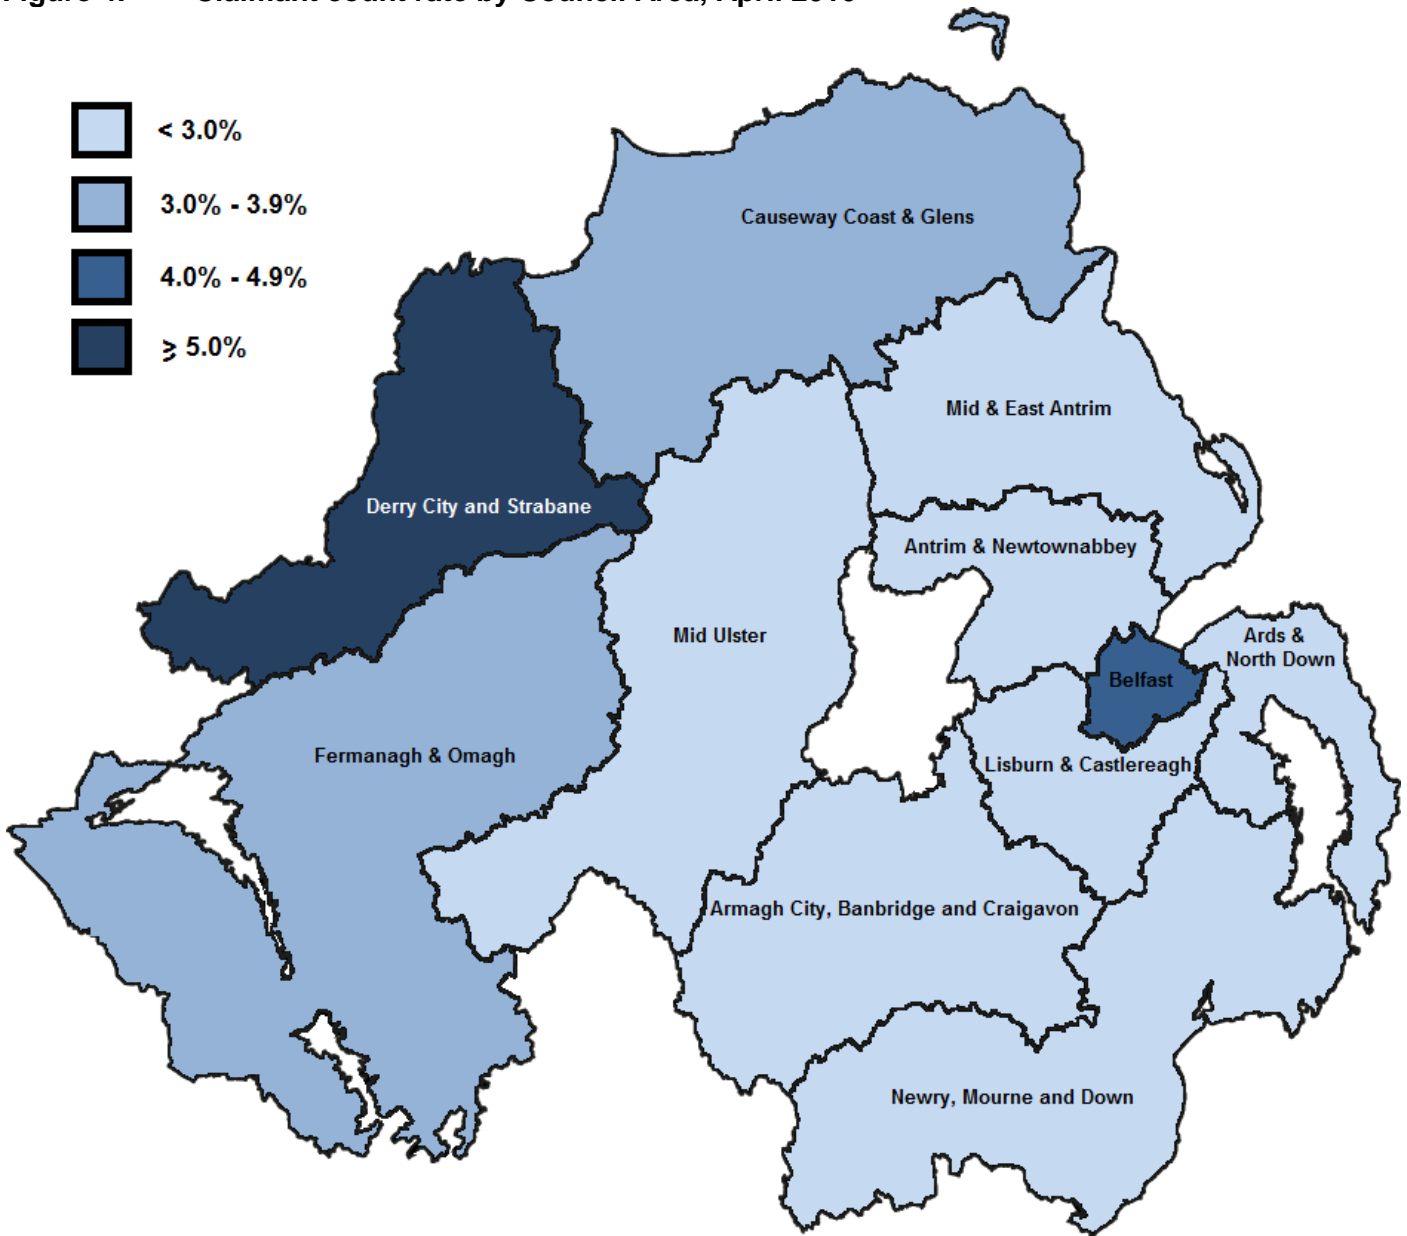 < 3.0%
3.0% - 3.9%
4.0% - 4.9%
⩾ 5.0%
Causeway Coast & Glens
Mid & East Antrim
Derry City and Strabane
Antrim & Newtownabbey
Mid Ulster
Ards &
North Down
Belfast
Fermanagh & Omagh
Lisburn & Castlereagh
Armagh City, Banbridge and Craigavon
Newry, Mourne and Down